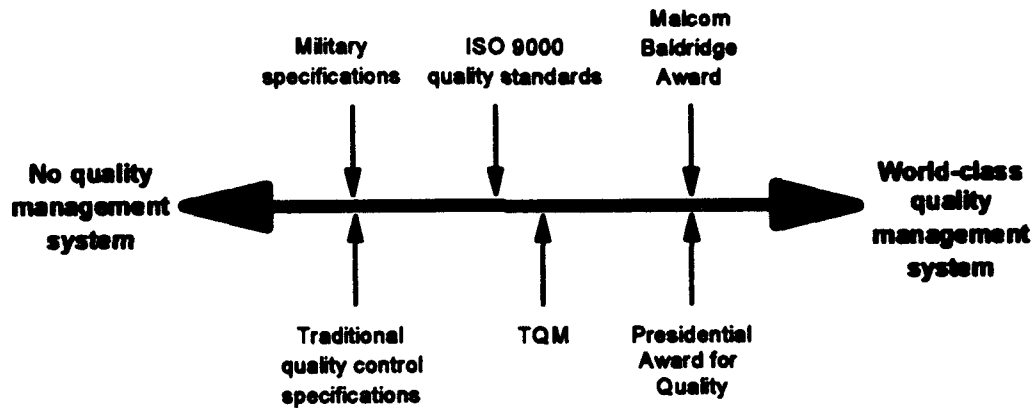 Military
specifications
ISO 9000
quality standards
Malcom
Baldridge
Award
No quality
management
system
World-class
quality
management
system
Traditional
quality control
specifications
TQM
Presidential
Award for
Quality